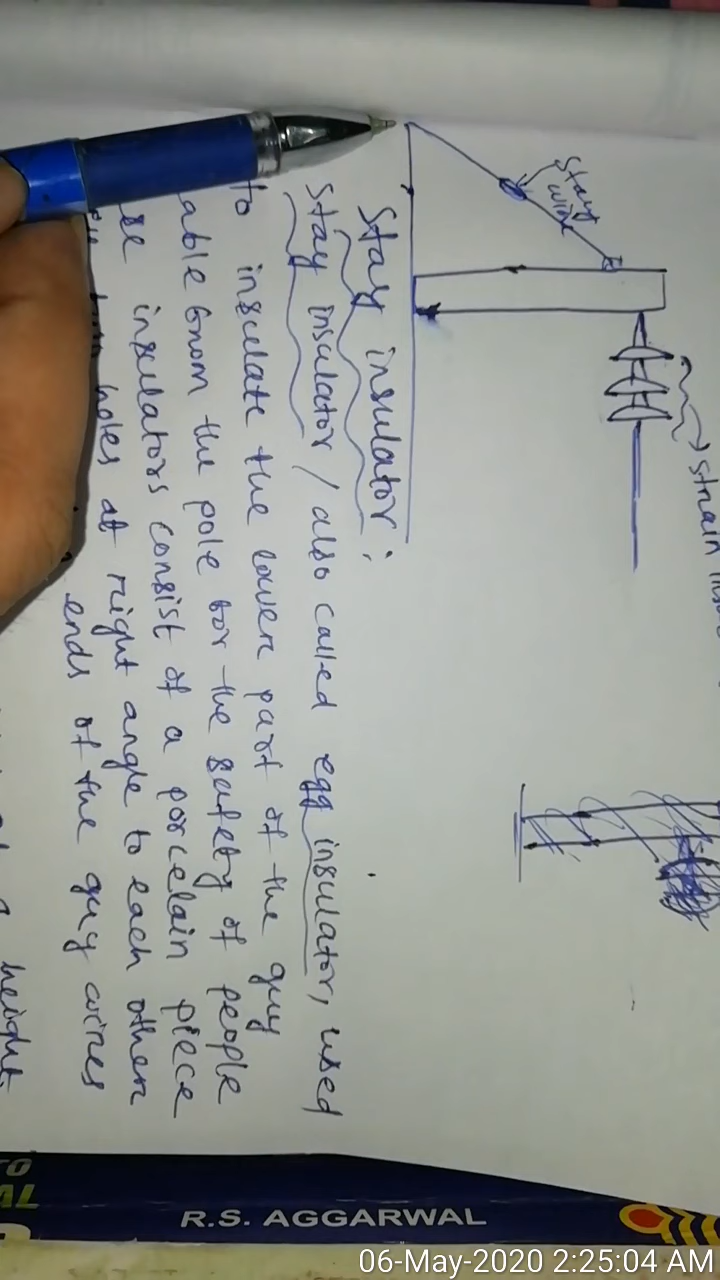 strain
Stay
wire
Stay insulator:
Stay insulator / also called egg insulator, used
to insulate the lower part of the guy
able from the pole for the safety of people
se insulators consist of a porcelain piece
holes at right angle to each other
ends of the guy wires
height
R.S. AGGARWAL
06-May-2020 2:25:04 AM